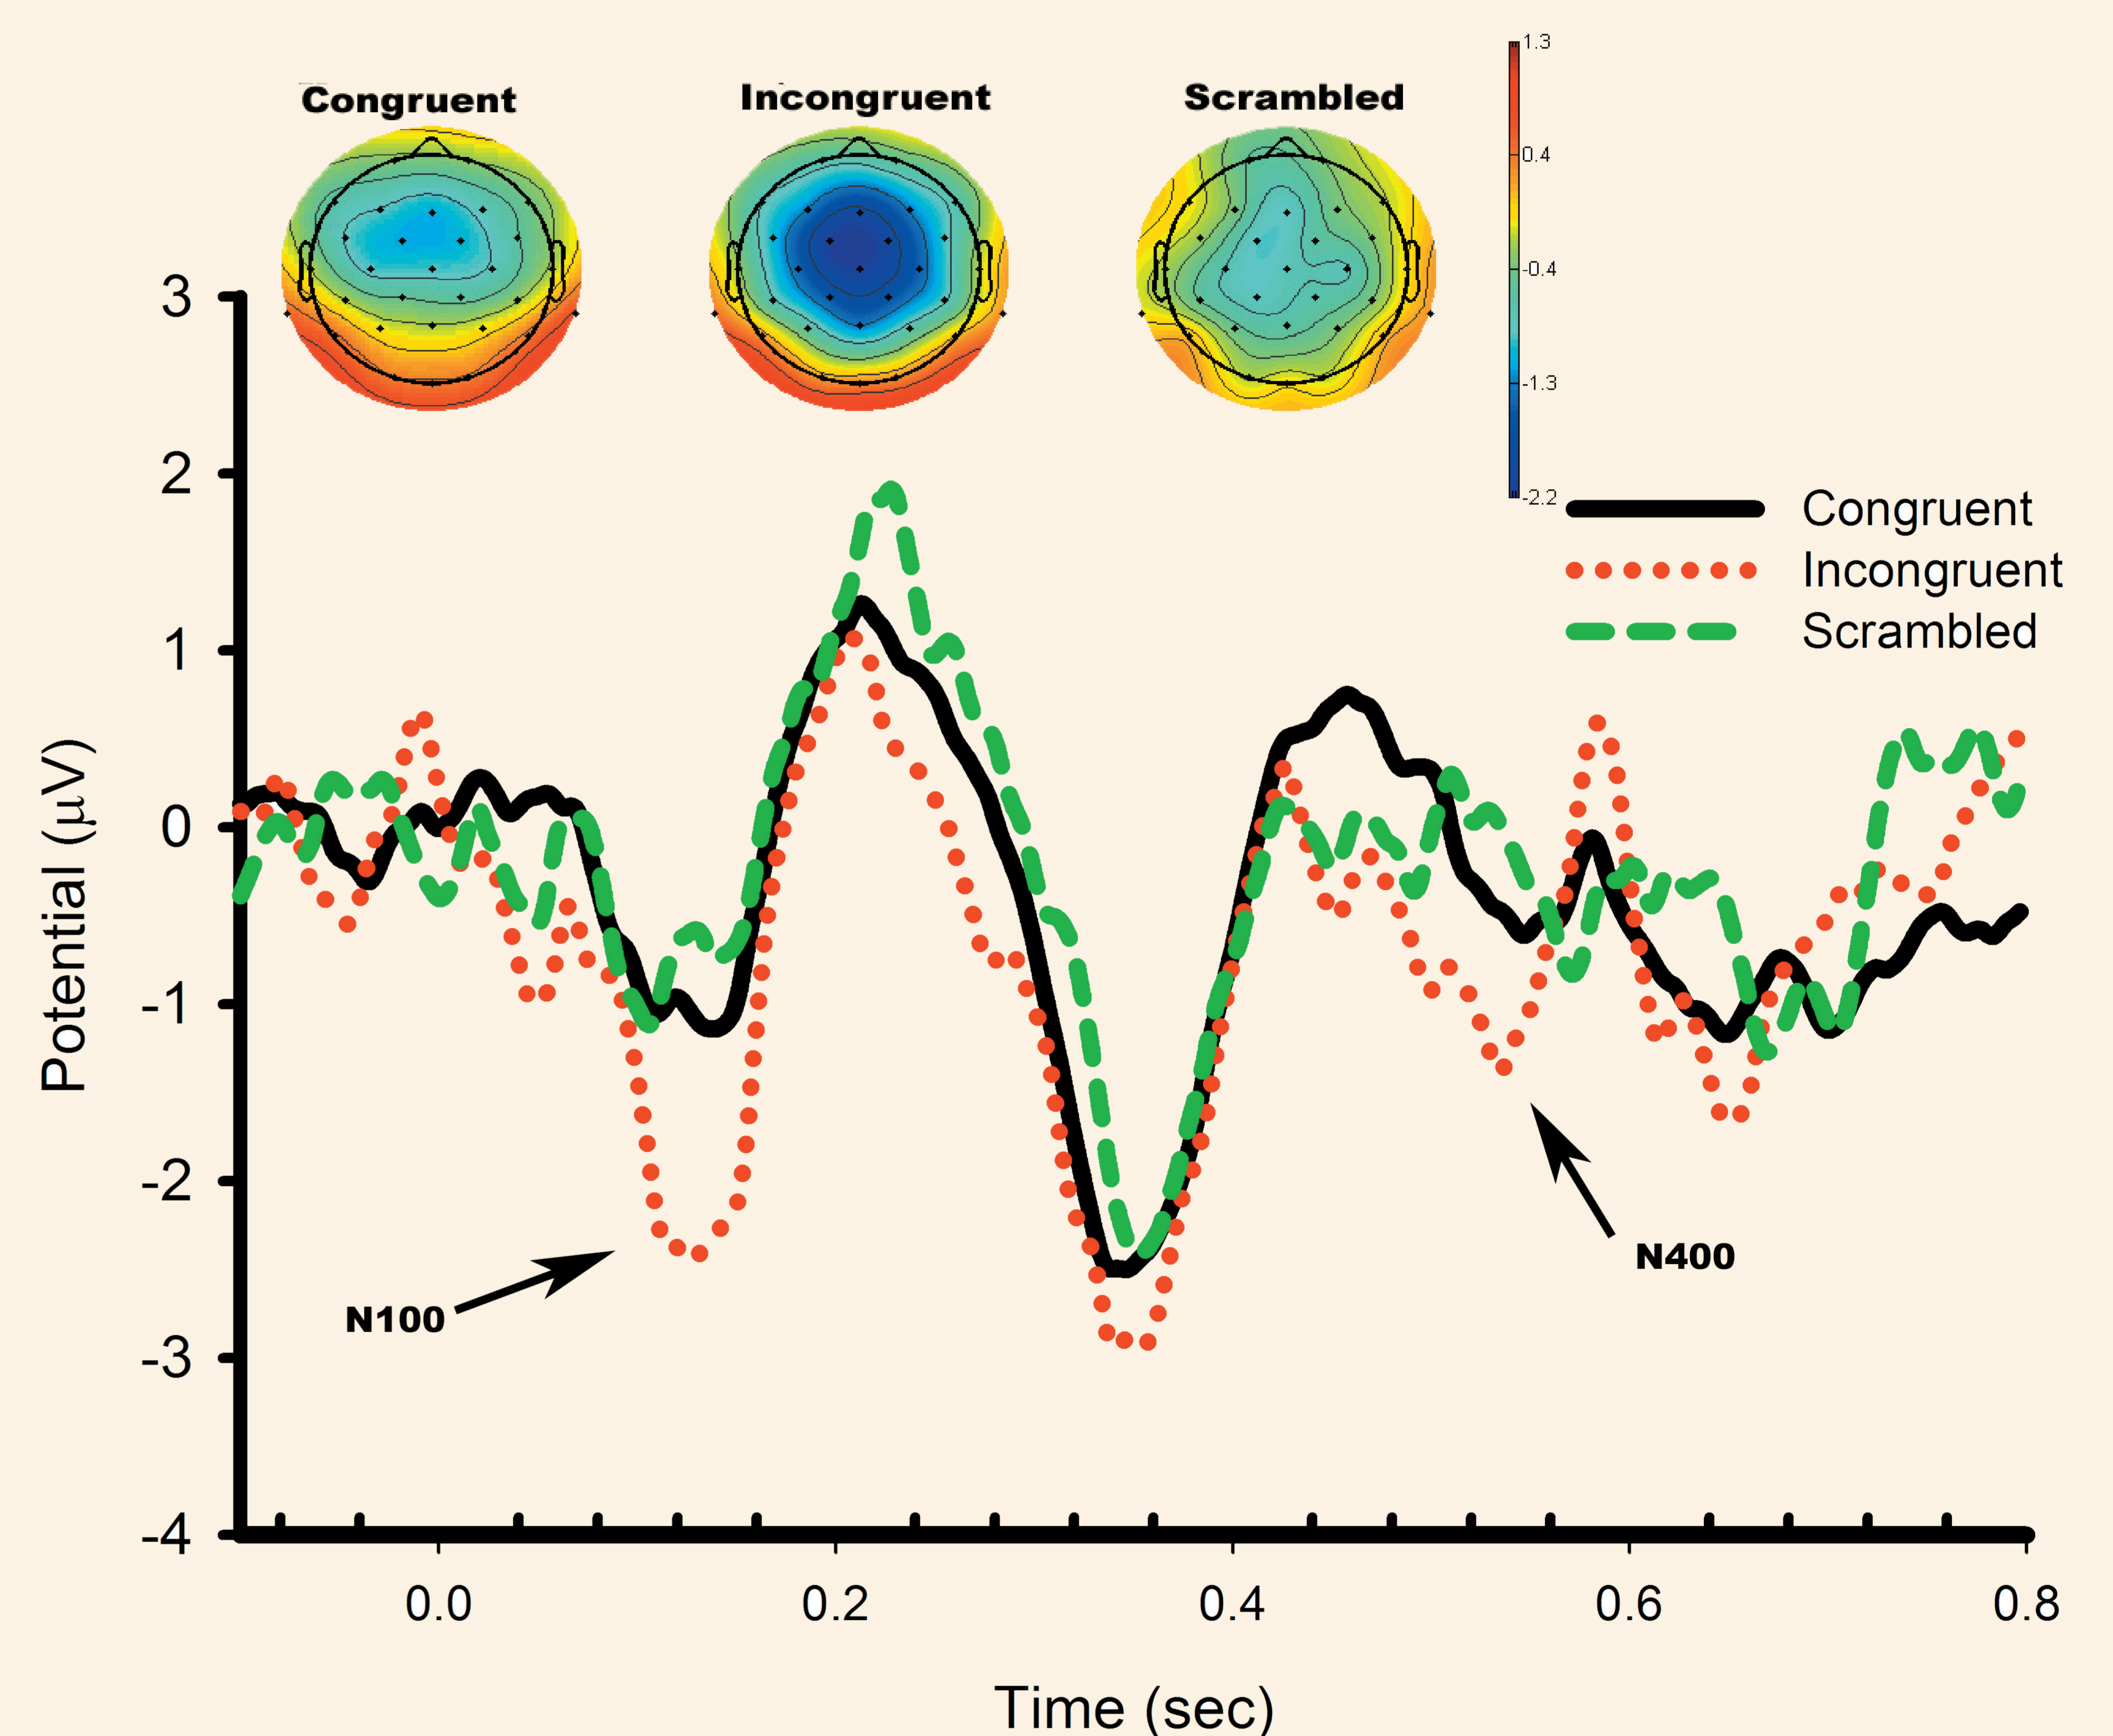 Congruent
Incongruent
Scrambled
1.3
0.4
-0.4
-1.3
-2.2
Congruent
Incongruent
Scrambled
3
2
1
0
-1
-2
-3
-4
Potential (μV)
N100
N400
0.0
0.2
0.4
0.6
0.8
Time (sec)